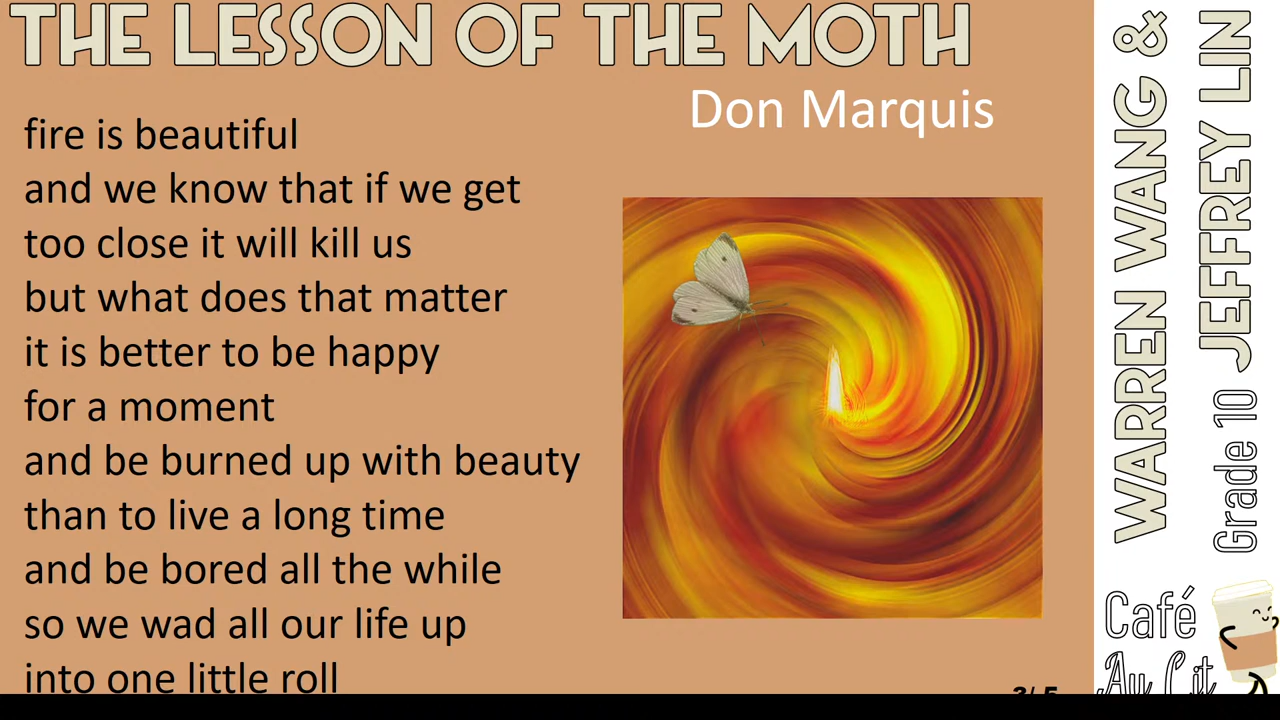 THE LESSON OF THE MOTH
Don Marquis
fire is beautiful
and we know that if we get
too close it will kill us
but what does that matter
it is better to be happy
for a moment
and be burned up with beauty
than to live a long time
and be bored all the while
so we wad all our life up
into one little roll
WARREN WANG &
JEFFREY LIN
Grade 10
Café
Au Lit